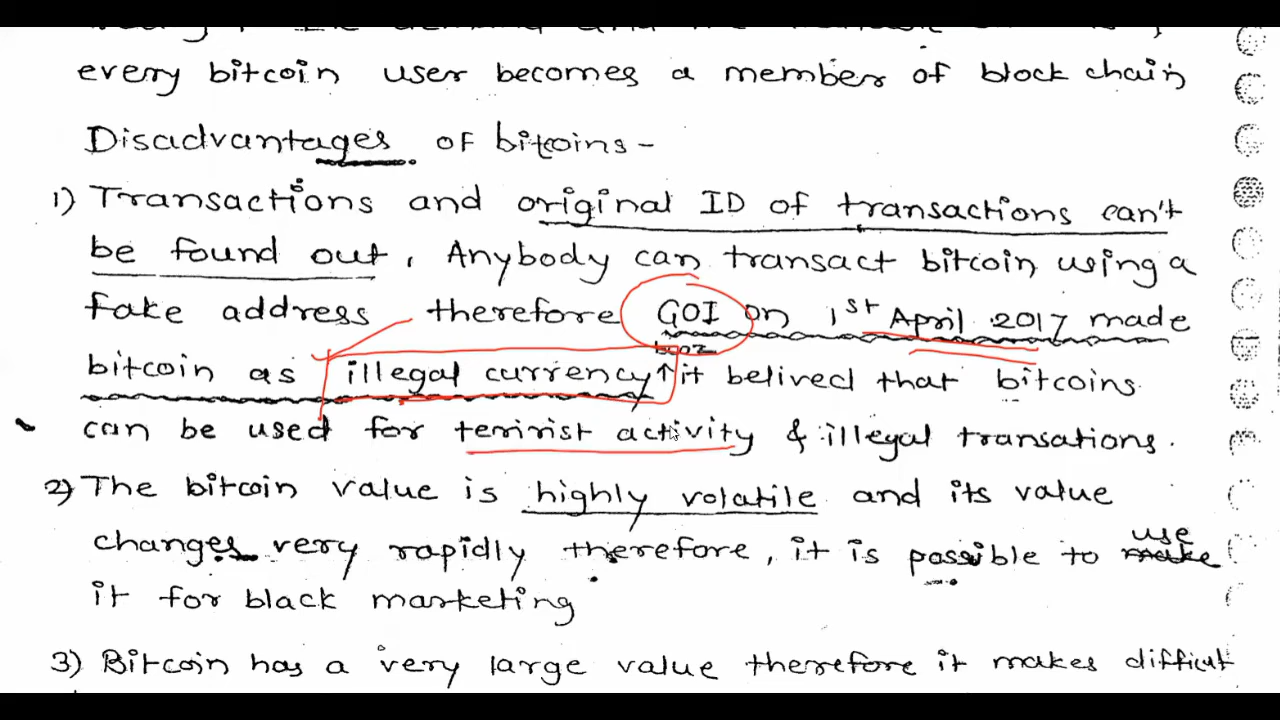 every bitcoin user becomes a member of block chain
Disadvantages of bitcoins-
1) Transactions and original ID of transactions can't
be found out. Anybody can transact bitcoin using a
fake address therefore GOI on 1st April 2017 made
bcoz
bitcoin as illegal currency↑it belived that bitcoins
can be used for teririst activity & illegal transations.
2) The bitcoin value is highly volatile and its value
changes very rapidly therefore, it is possible to make use
it for black marketing
3) Bitcoin has a very large value therefore it makes difficut